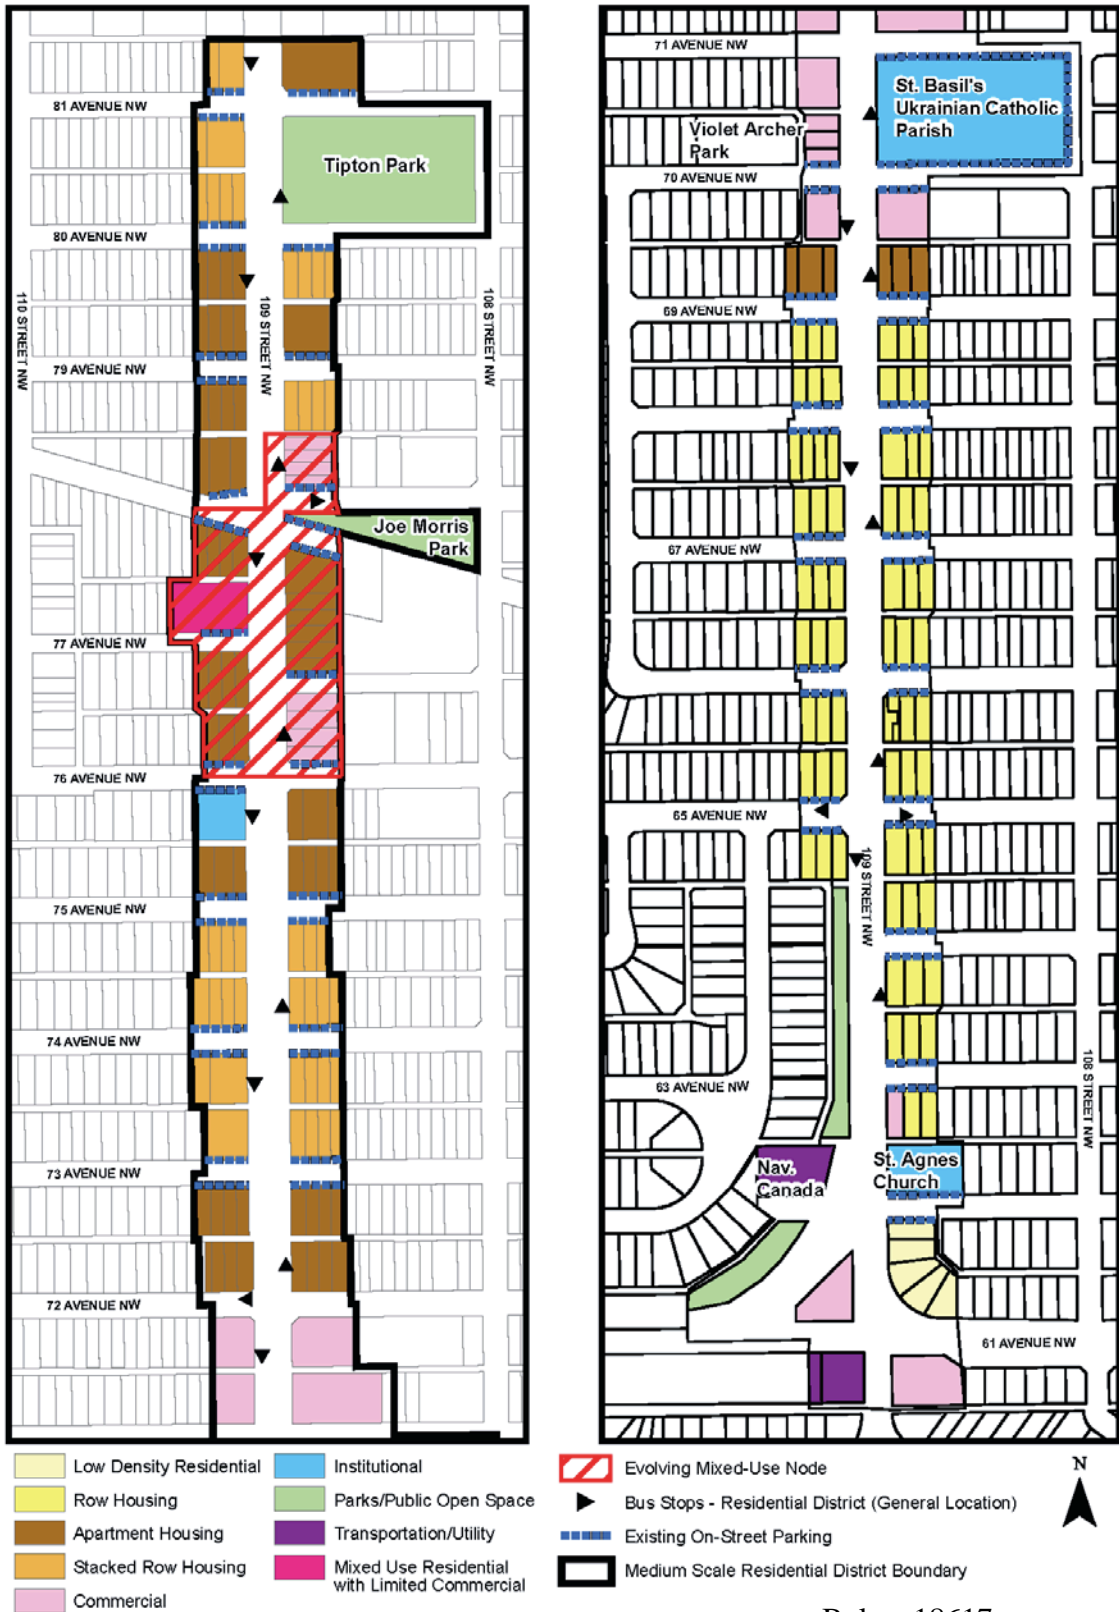 81 AVENUE NW
Tipton Park
80 AVENUE NW
110 STREET NW
109 STREET NW
108 STREET NW
79 AVENUE NW
Joe Morris
Park
77 AVENUE NW
76 AVENUE NW
75 AVENUE NW
74 AVENUE NW
73 AVENUE NW
72 AVENUE NW
71 AVENUE NW
St. Basil's
Ukrainian Catholic
Parish
Violet Archer
Park
70 AVENUE NW
69 AVENUE NW
67 AVENUE NW
65 AVENUE NW
109 STREET NW
63 AVENUE NW
108 STREET NW
Nav.
Canada
St. Agnes
Church
61 AVENUE NW
Low Density Residential
Row Housing
Apartment Housing
Stacked Row Housing
Commercial
Institutional
Parks/Public Open Space
Transportation/Utility
Mixed Use Residential
with Limited Commercial
Evolving Mixed-Use Node
Bus Stops - Residential District (General Location)
Existing On-Street Parking
Medium Scale Residential District Boundary
N